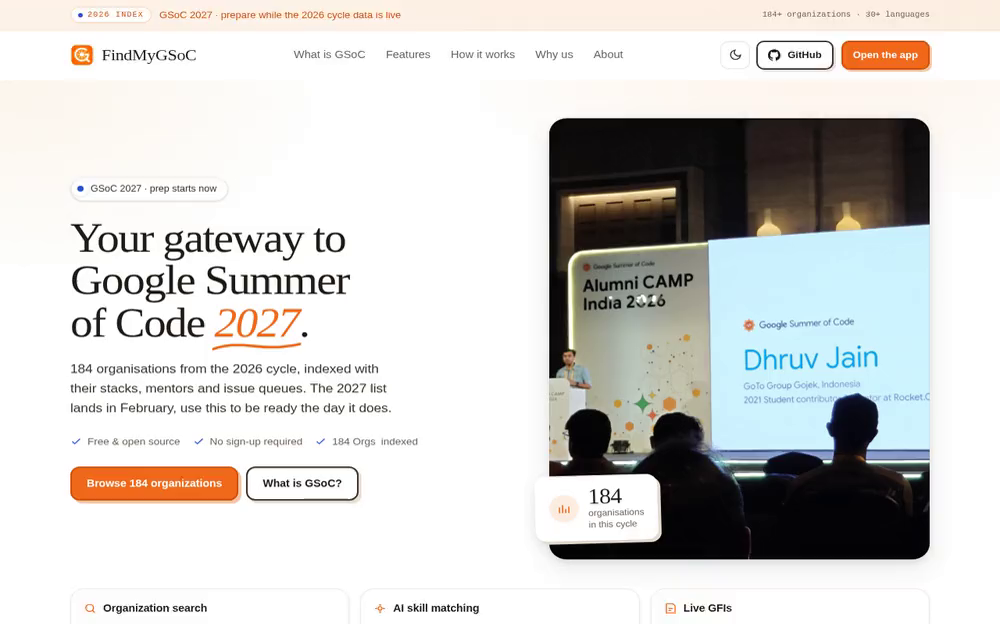 2026 INDEX GSoC 2027 · prepare while the 2026 cycle data is live 184+ organizations · 30+ languages
FindMyGSoC What is GSoC Features How it works Why us About GitHub Open the app
GSoC 2027 · prep starts now
Your gateway to
Google Summer
of Code 2027.
184 organisations from the 2026 cycle, indexed with
their stacks, mentors and issue queues. The 2027 list
lands in February, use this to be ready the day it does.
Free & open source No sign-up required 184 Orgs indexed
Browse 184 organizations What is GSoC?
Google Summer of Code
Alumni CAMP
India 2026
Google Summer of Code
Dhruv Jain
GoTo Group Gojek, Indonesia
2021 Student contributor at Rocket.C
184
organisations
in this cycle
Organization search AI skill matching Live GFIs